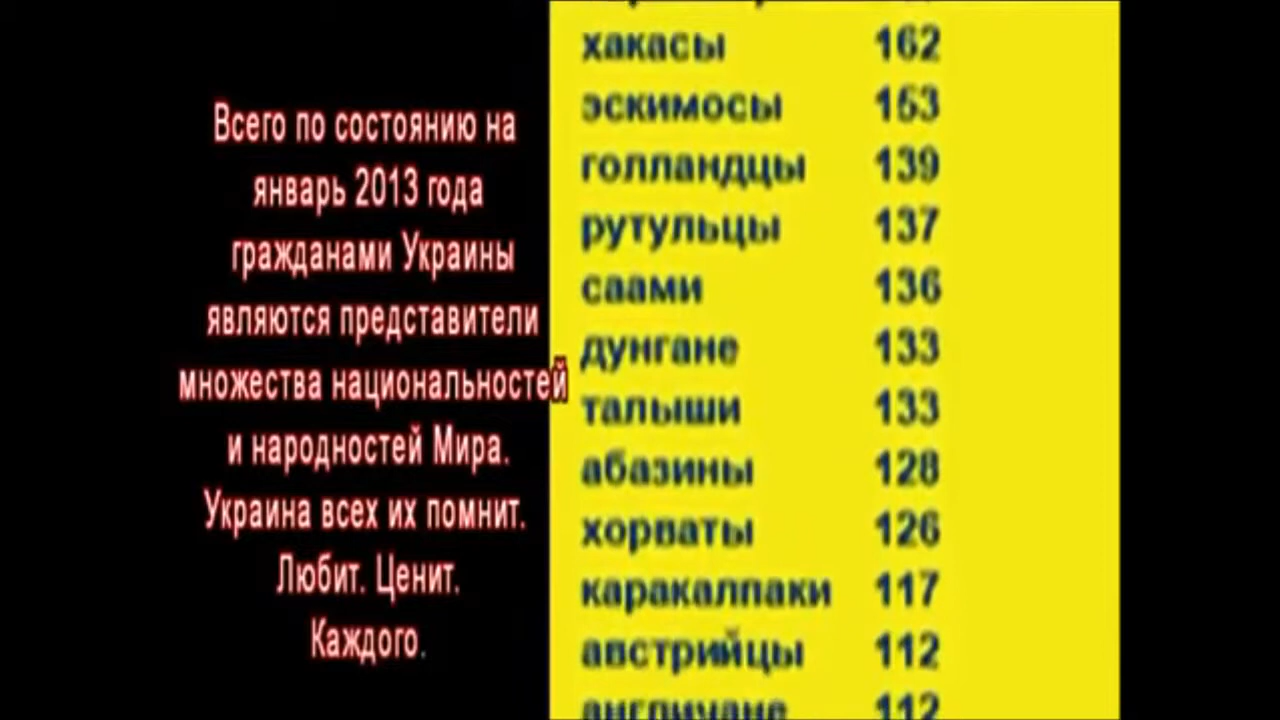 Всего по состоянию на
январь 2013 года
гражданами Украины
являются представители
множества национальностей
и народностей Мира.
Украина всех их помнит.
Любит. Ценит.
Каждого.
хакасы 162
эскимосы 153
голландцы 139
рутульцы 137
саами 136
дунгане 133
талыши 133
абазины 128
хорваты 126
каракалпаки 117
австрийцы 112
англичане 112